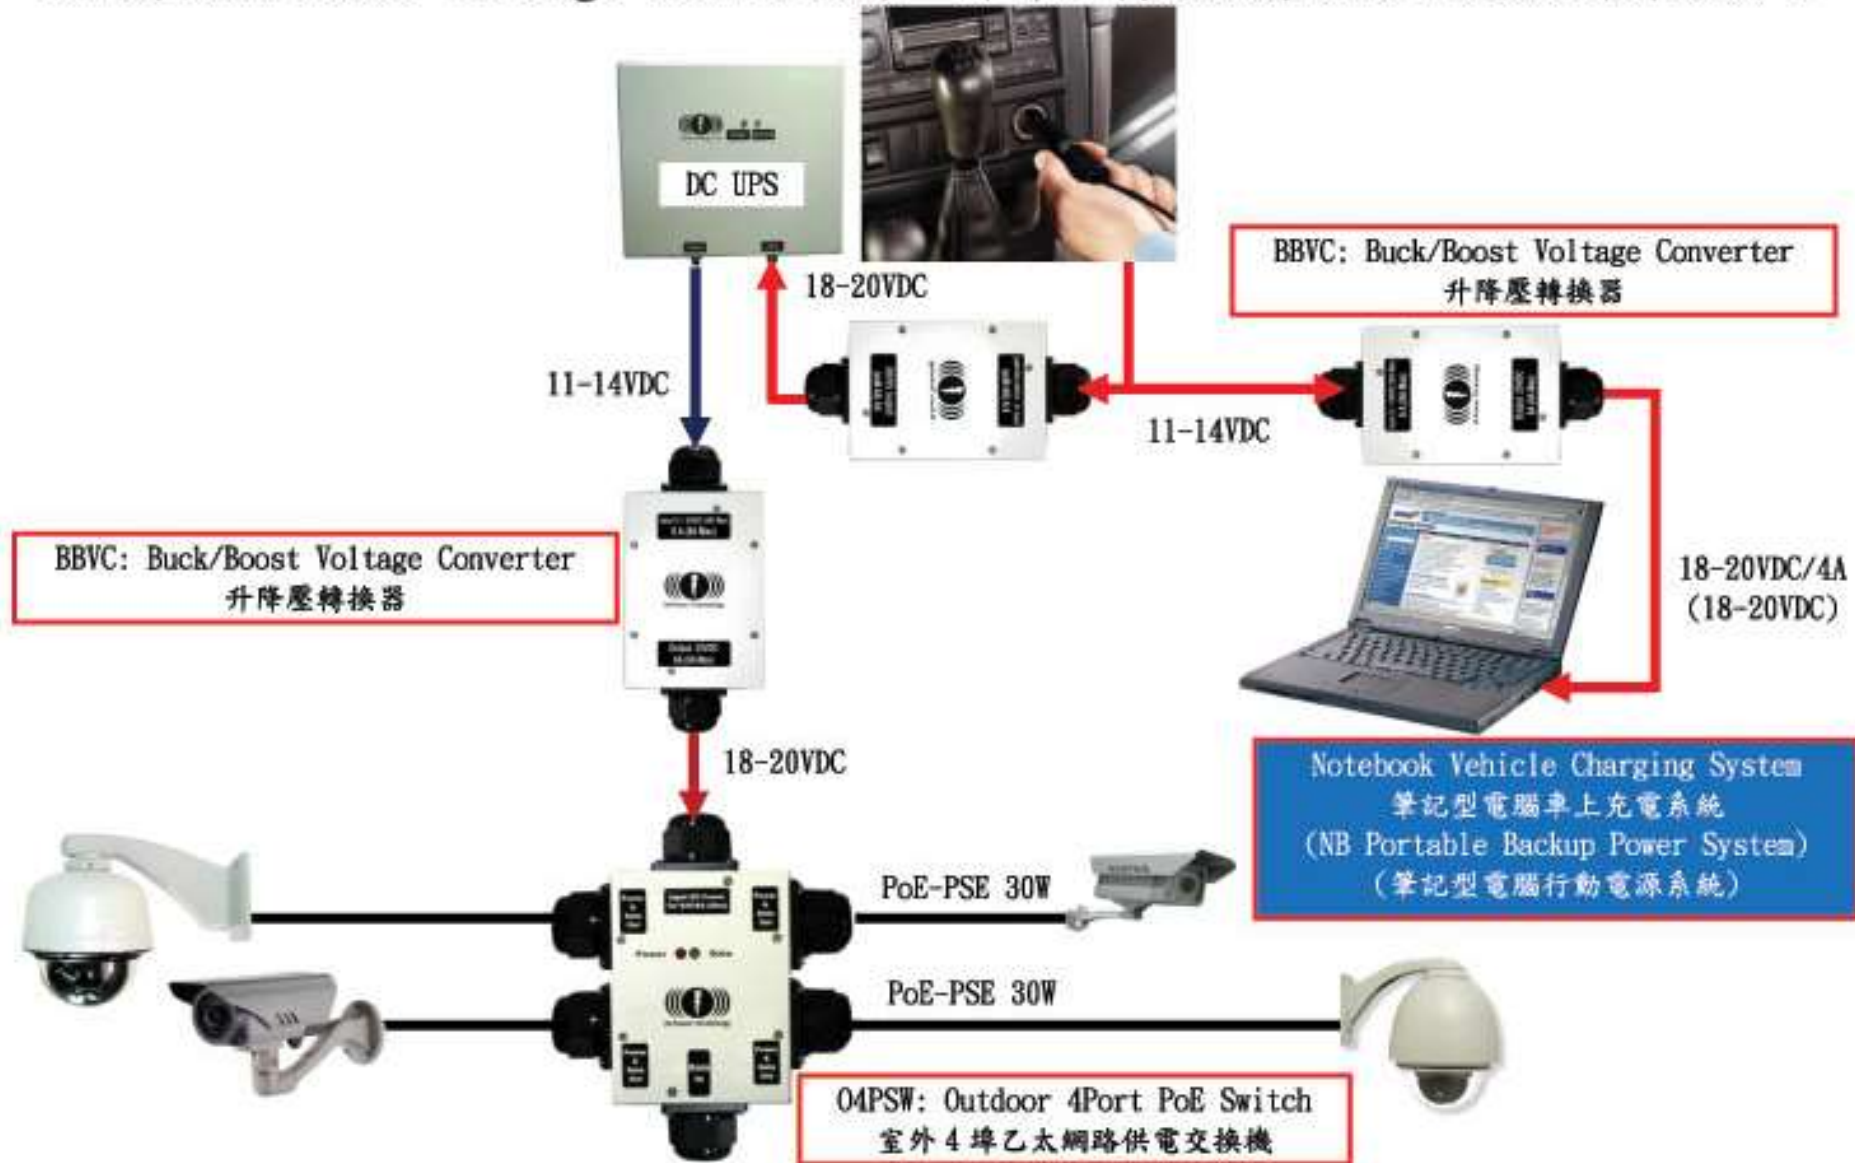 DC UPS
18-20VDC
BBVC: Buck/Boost Voltage Converter
升降壓轉換器
11-14VDC
11-14VDC
BBVC: Buck/Boost Voltage Converter
升降壓轉換器
18-20VDC/4A
(18-20VDC)
18-20VDC
Notebook Vehicle Charging System
筆記型電腦車上充電系統
(NB Portable Backup Power System)
(筆記型電腦行動電源系統)
PoE-PSE 30W
Power
PoE-PSE 30W
O4PSW: Outdoor 4Port PoE Switch
室外4埠乙太網路供電交換機